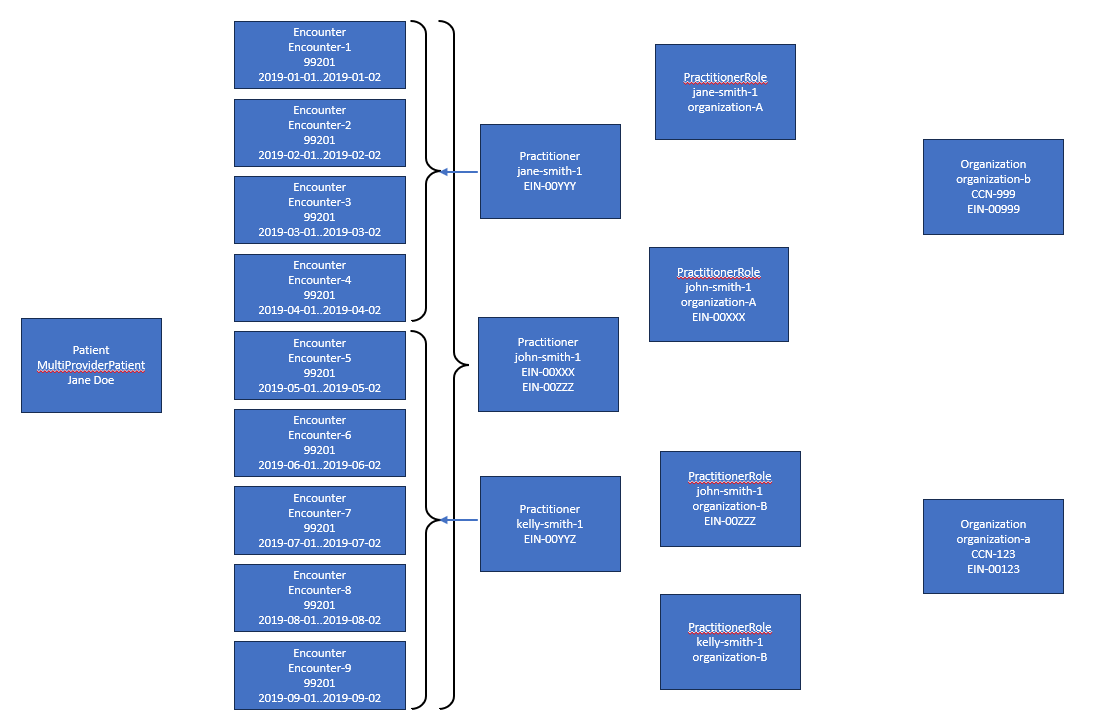 Patient
MultiProviderPatient
Jane Doe
Encounter
Encounter-1
99201
2019-01-01..2019-01-02
Encounter
Encounter-2
99201
2019-02-01..2019-02-02
Encounter
Encounter-3
99201
2019-03-01..2019-03-02
Encounter
Encounter-4
99201
2019-04-01..2019-04-02
Encounter
Encounter-5
99201
2019-05-01..2019-05-02
Encounter
Encounter-6
99201
2019-06-01..2019-06-02
Encounter
Encounter-7
99201
2019-07-01..2019-07-02
Encounter
Encounter-8
99201
2019-08-01..2019-08-02
Encounter
Encounter-9
99201
2019-09-01..2019-09-02
Practitioner
jane-smith-1
EIN-00YYY
Practitioner
john-smith-1
EIN-00XXX
EIN-00ZZZ
Practitioner
kelly-smith-1
EIN-00YYZ
PractitionerRole
jane-smith-1
organization-A
PractitionerRole
john-smith-1
organization-A
EIN-00XXX
PractitionerRole
john-smith-1
organization-B
EIN-00ZZZ
PractitionerRole
kelly-smith-1
organization-B
Organization
organization-b
CCN-999
EIN-00999
Organization
organization-a
CCN-123
EIN-00123